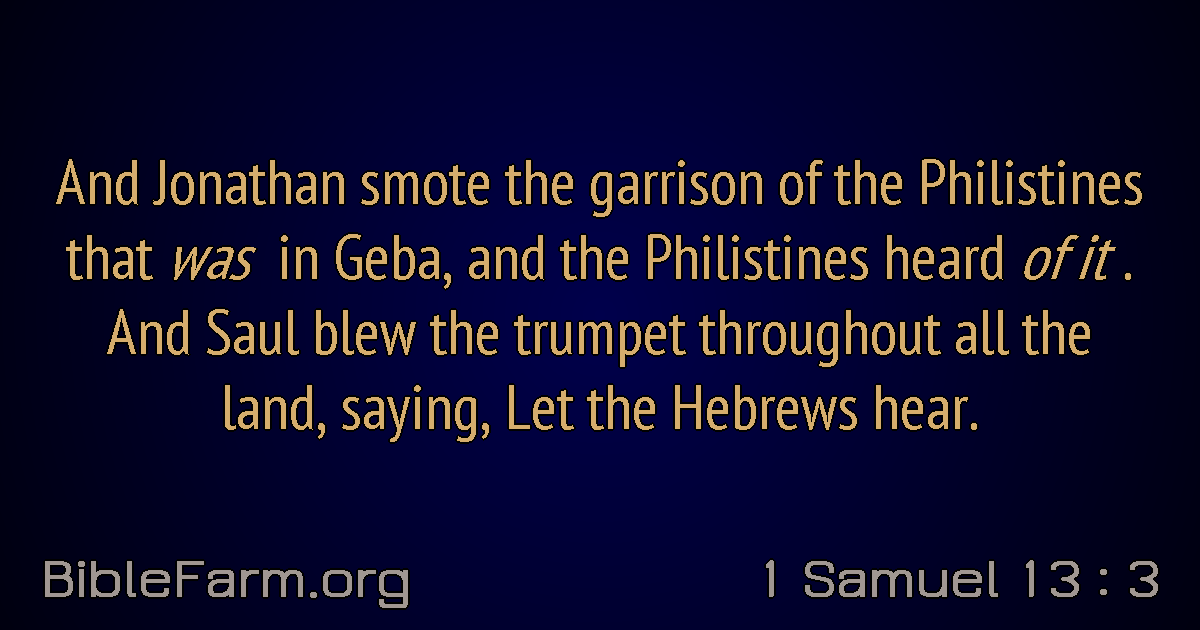 And Jonathan smote the garrison of the Philistines
that was in Geba, and the Philistines heard of it .
And Saul blew the trumpet throughout all the
land, saying, Let the Hebrews hear.
BibleFarm.org
1 Samuel 13 : 3